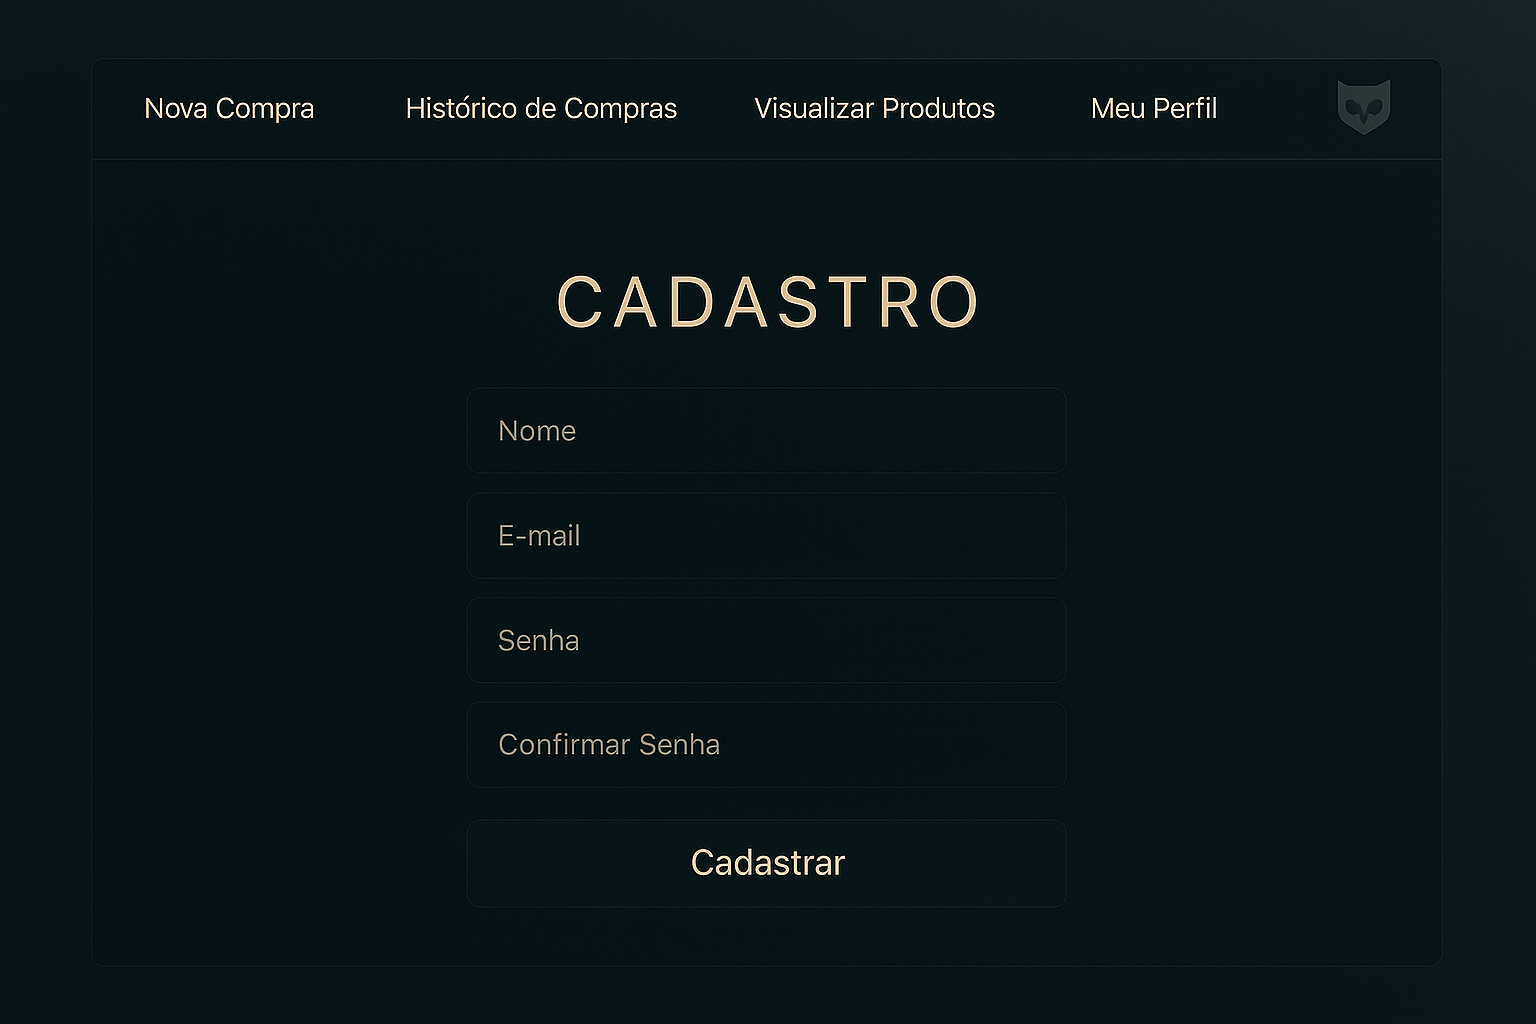 Nova Compra Histórico de Compras Visualizar Produtos Meu Perfil
CADASTRO
Nome
E-mail
Senha
Confirmar Senha
Cadastrar